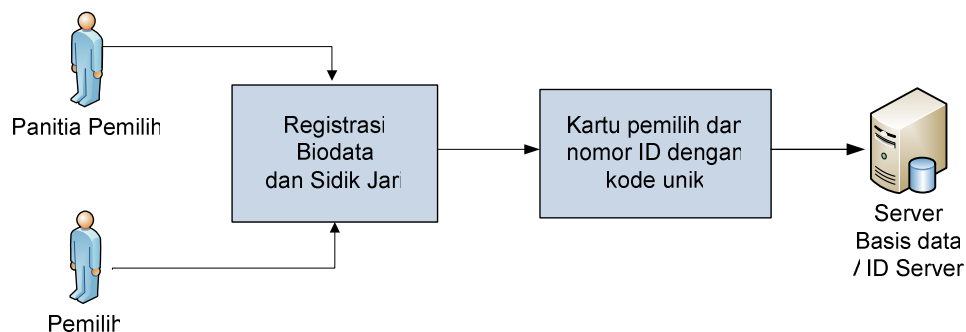 Panitia Pemilih
Registrasi
Biodata
dan Sidik Jari
Kartu pemilih dan
nomor ID dengan
kode unik
Server
Basis data
/ ID Server
Pemilih